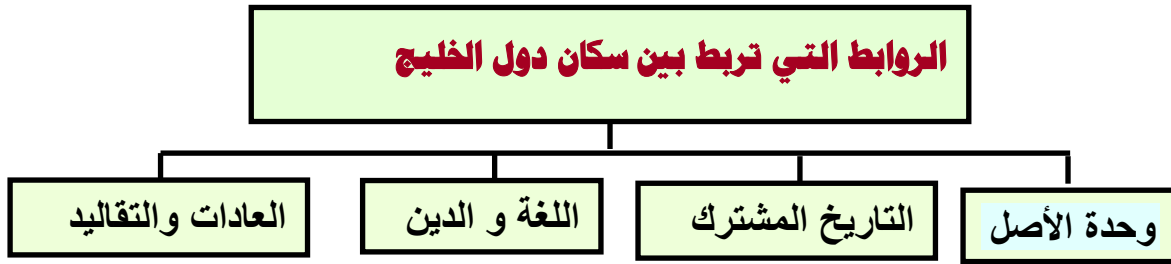 الروابط التي تربط بين سكان دول الخليج
وحدة الأصل
التاريخ المشترك
اللغة و الدين
العادات والتقاليد